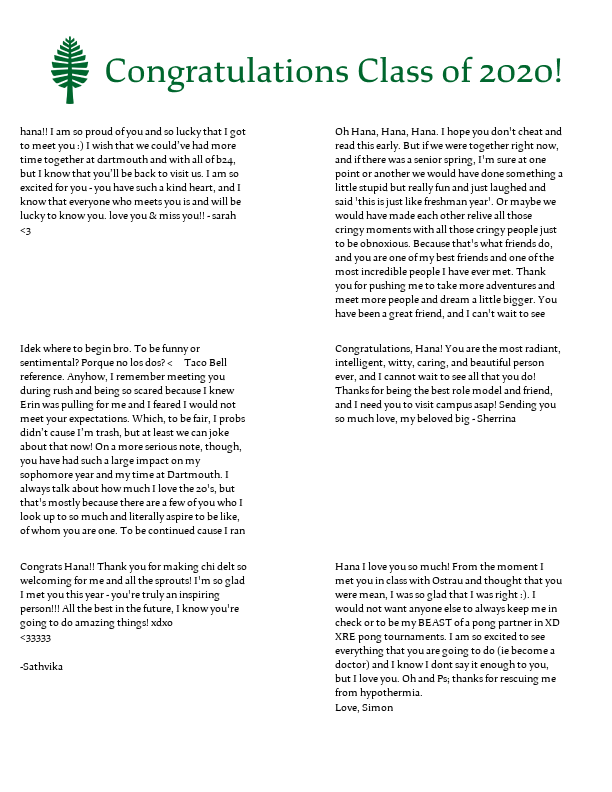 Congratulations Class of 2020!
hana!! I am so proud of you and so lucky that I got
to meet you :) I wish that we could've had more
time together at dartmouth and with all of b24,
but I know that you'll be back to visit us. I am so
excited for you - you have such a kind heart, and I
know that everyone who meets you is and will be
lucky to know you. love you & miss you!! - sarah
<3
Oh Hana, Hana, Hana. I hope you don't cheat and
read this early. But if we were together right now,
and if there was a senior spring, I'm sure at one
point or another we would have done something a
little stupid but really fun and just laughed and
said 'this is just like freshman year'. Or maybe we
would have made each other relive all those
cringy moments with all those cringy people just
to be obnoxious. Because that's what friends do,
and you are one of my best friends and one of the
most incredible people I have ever met. Thank
you for pushing me to take more adventures and
meet more people and dream a little bigger. You
have been a great friend, and I can't wait to see
Idek where to begin bro. To be funny or
sentimental? Porque no los dos? < Taco Bell
reference. Anyhow, I remember meeting you
during rush and being so scared because I knew
Erin was pulling for me and I feared I would not
meet your expectations. Which, to be fair, I probs
didn't cause I'm trash, but at least we can joke
about that now! On a more serious note, though,
you have had such a large impact on my
sophomore year and my time at Dartmouth. I
always talk about how much I love the 20's, but
that's mostly because there are a few of you who I
look up to so much and literally aspire to be like,
of whom you are one. To be continued cause I ran
Congratulations, Hana! You are the most radiant,
intelligent, witty, caring, and beautiful person
ever, and I cannot wait to see all that you do!
Thanks for being the best role model and friend,
and I need you to visit campus asap! Sending you
so much love, my beloved big - Sherrina
Congrats Hana!! Thank you for making chi delt so
welcoming for me and all the sprouts! I'm so glad
I met you this year - you're truly an inspiring
person!!! All the best in the future, I know you're
going to do amazing things! xdxo
<33333
-Sathvika
Hana I love you so much! From the moment I
met you in class with Ostrau and thought that you
were mean, I was so glad that I was right :). I
would not want anyone else to always keep me in
check or to be my BEAST of a pong partner in XD
XRE pong tournaments. I am so excited to see
everything that you are going to do (ie become a
doctor) and I know I dont say it enough to you,
but I love you. Oh and Ps; thanks for rescuing me
from hypothermia.
Love, Simon